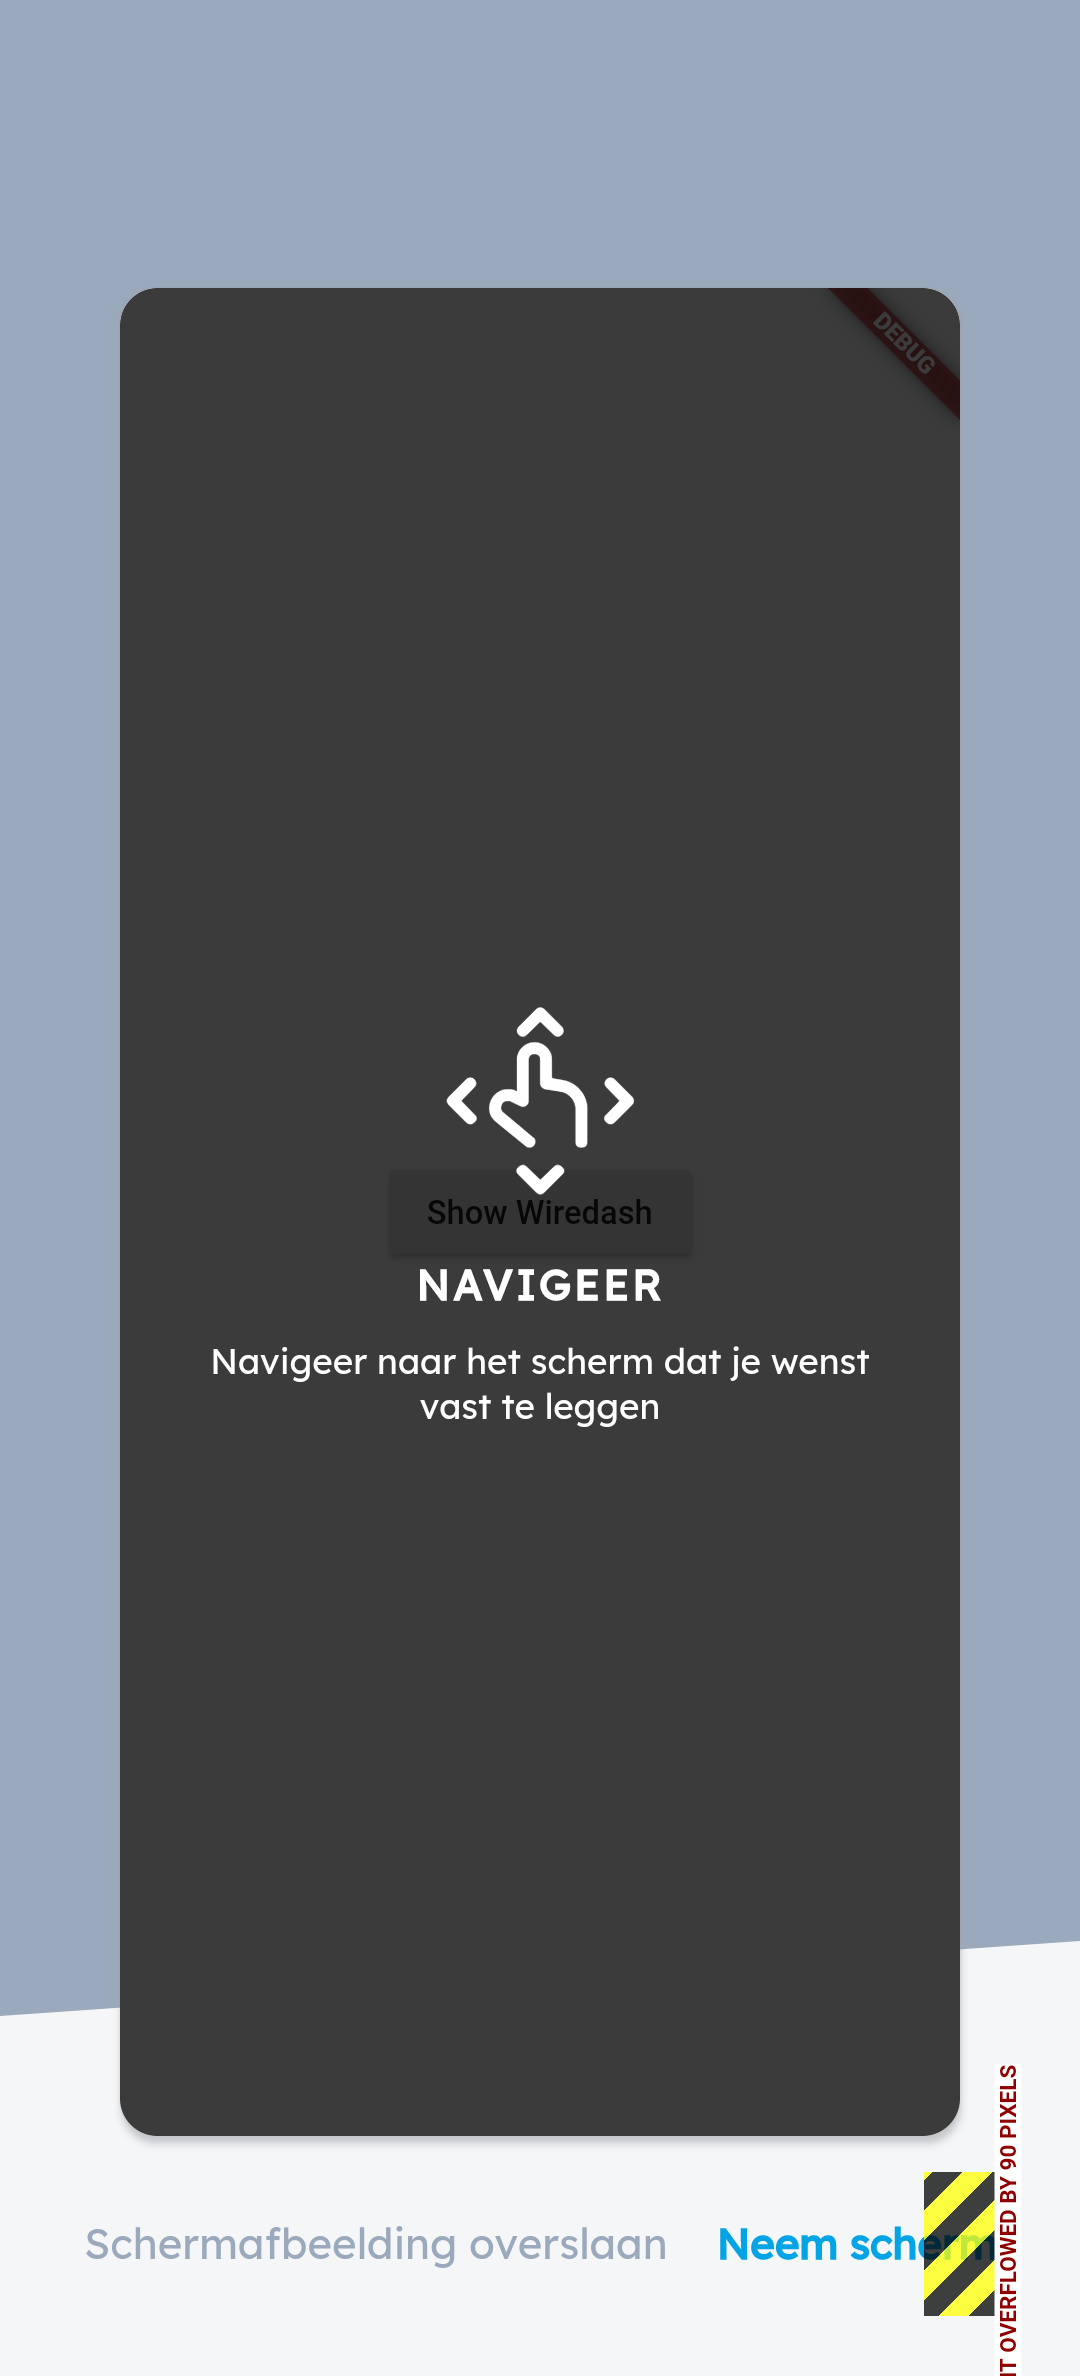 DEBUG
Show Wiredash
NAVIGEER
Navigeer naar het scherm dat je wenst
vast te leggen
Schermafbeelding overslaan
Neem scherm
OVERFLOWED BY 90 PIXELS